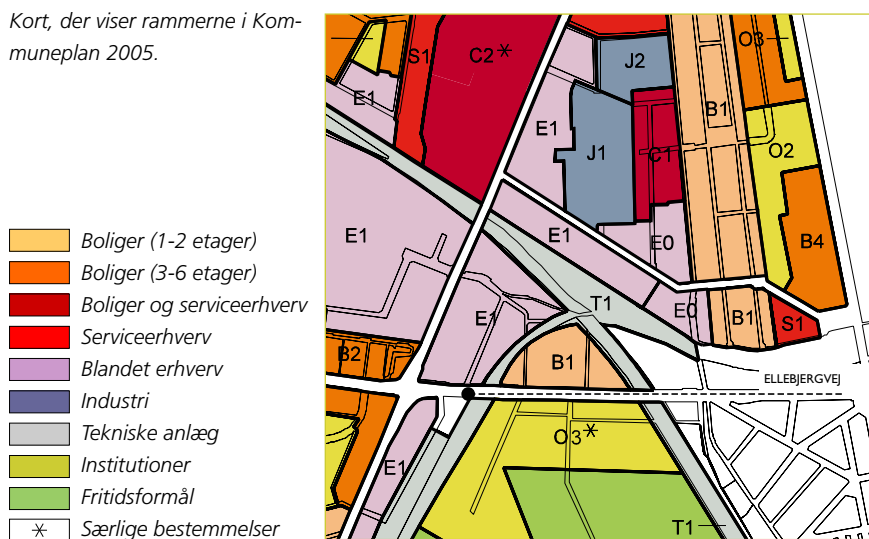 Kort, der viser rammerne i Kom-
muneplan 2005.
Boliger (1-2 etager)
Boliger (3-6 etager)
Boliger og serviceerhverv
Serviceerhverv
Blandet erhverv
Industri
Tekniske anlæg
Institutioner
Fritidsformål
* Særlige bestemmelser
S1
C2*
J2
O3
E1
B1
E1
J1
C1
O2
E1
E1
E0
B4
T1
E0
B1
S1
E1
B2
B1
ELLEBJERGVEJ
O3*
E1
T1